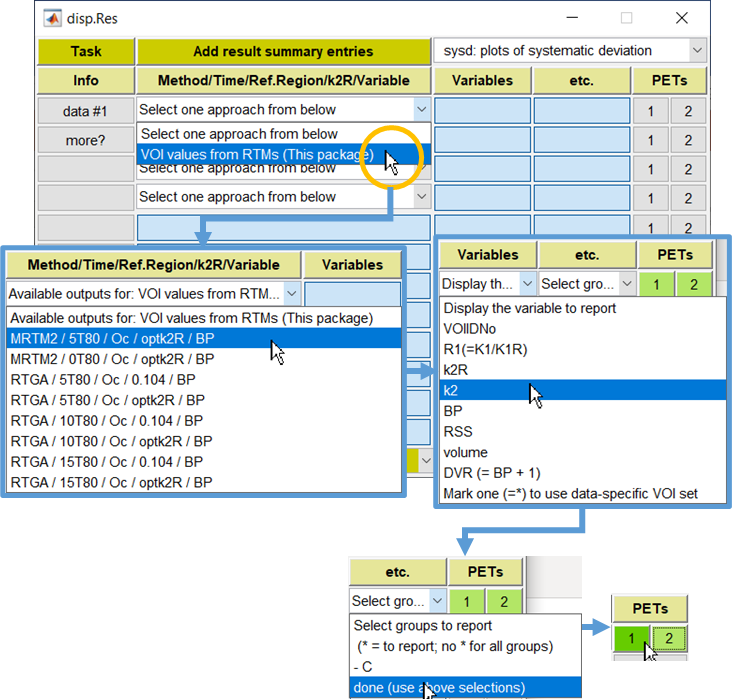 disp.Res
Task Add result summary entries sysd: plots of systematic deviation
Info Method/Time/Ref.Region/k2R/Variable Variables etc. PETs
data #1 Select one approach from below 1 2
more? Select one approach from below 1 2
VOI values from RTMs (This package)
Select one approach from below 1 2
Select one approach from below 1 2
1 2
Method/Time/Ref.Region/k2R/Variable Variables
Available outputs for: VOI values from RTM...
Available outputs for: VOI values from RTMs (This package)
MRTM2 / 5T80 / Oc / optk2R / BP
MRTM2 / 0T80 / Oc / optk2R / BP
RTGA / 5T80 / Oc / 0.104 / BP
RTGA / 5T80 / Oc / optk2R / BP
RTGA / 10T80 / Oc / 0.104 / BP
RTGA / 10T80 / Oc / optk2R / BP
RTGA / 15T80 / Oc / 0.104 / BP
RTGA / 15T80 / Oc / optk2R / BP
Variables etc. PETs
Display th... Select gro... 1 2
Display the variable to report
VOIIDNo
R1(=K1/K1R)
k2R
k2
BP
RSS
volume
DVR (= BP + 1)
Mark one (=*) to use data-specific VOI set
etc. PETs
Select gro... 1 2
Select groups to report
(* = to report; no * for all groups)
- C
done (use above selections)
PETs
1 2